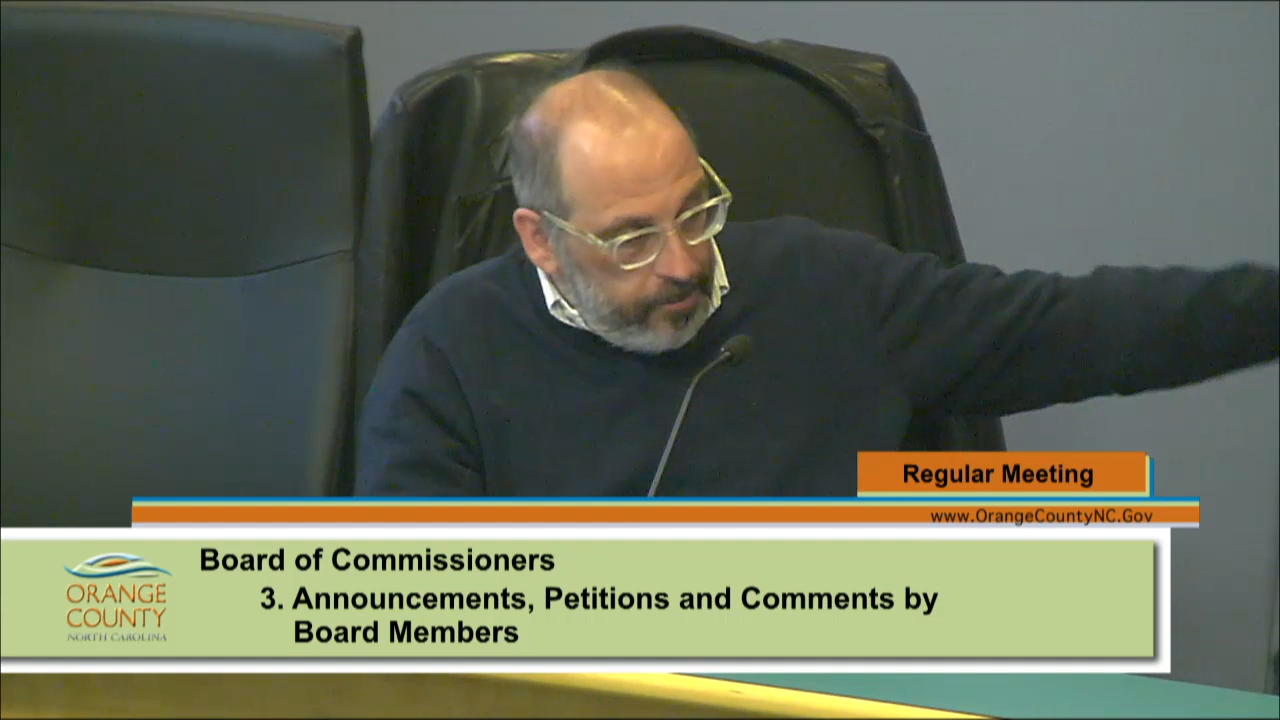 Regular Meeting
www.OrangeCountyNC.Gov
Board of Commissioners
3. Announcements, Petitions and Comments by
Board Members
ORANGE
COUNTY
NORTH CAROLINA